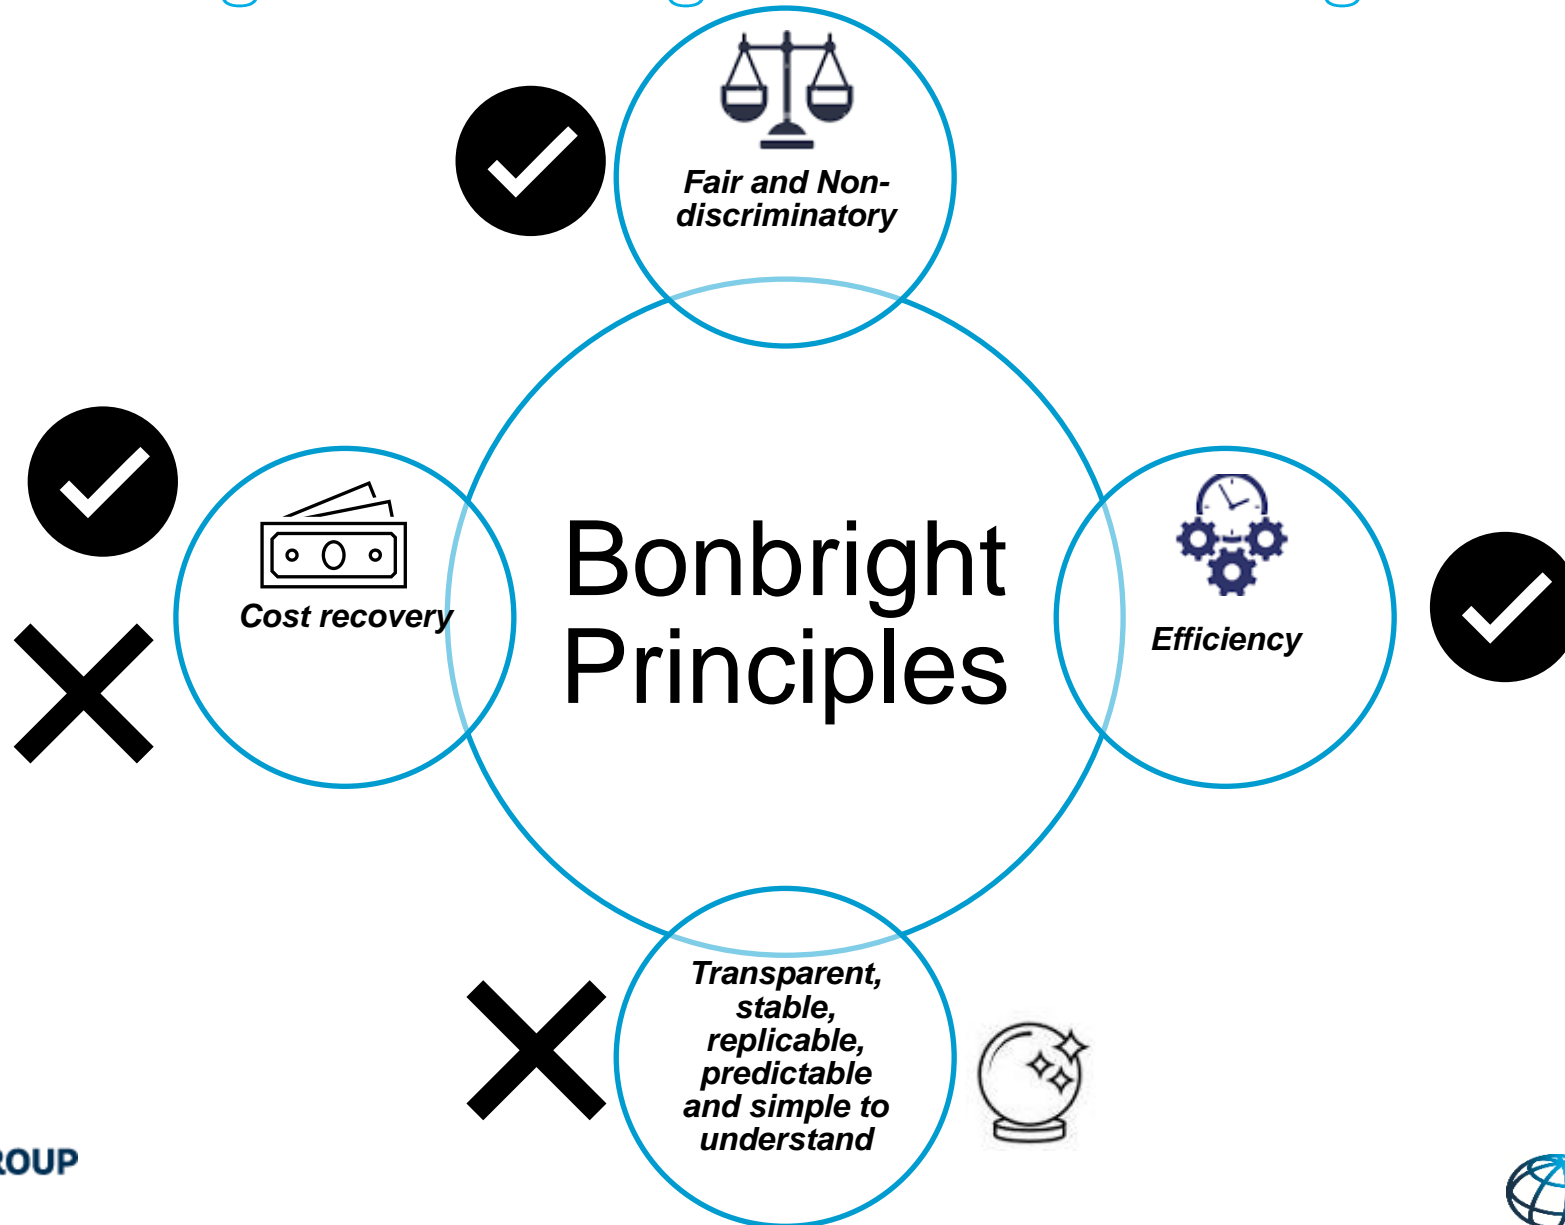 Fair and Non-
discriminatory
Cost recovery
Bonbright
Principles
Efficiency
Transparent,
stable,
replicable,
predictable
and simple to
understand
ROUP